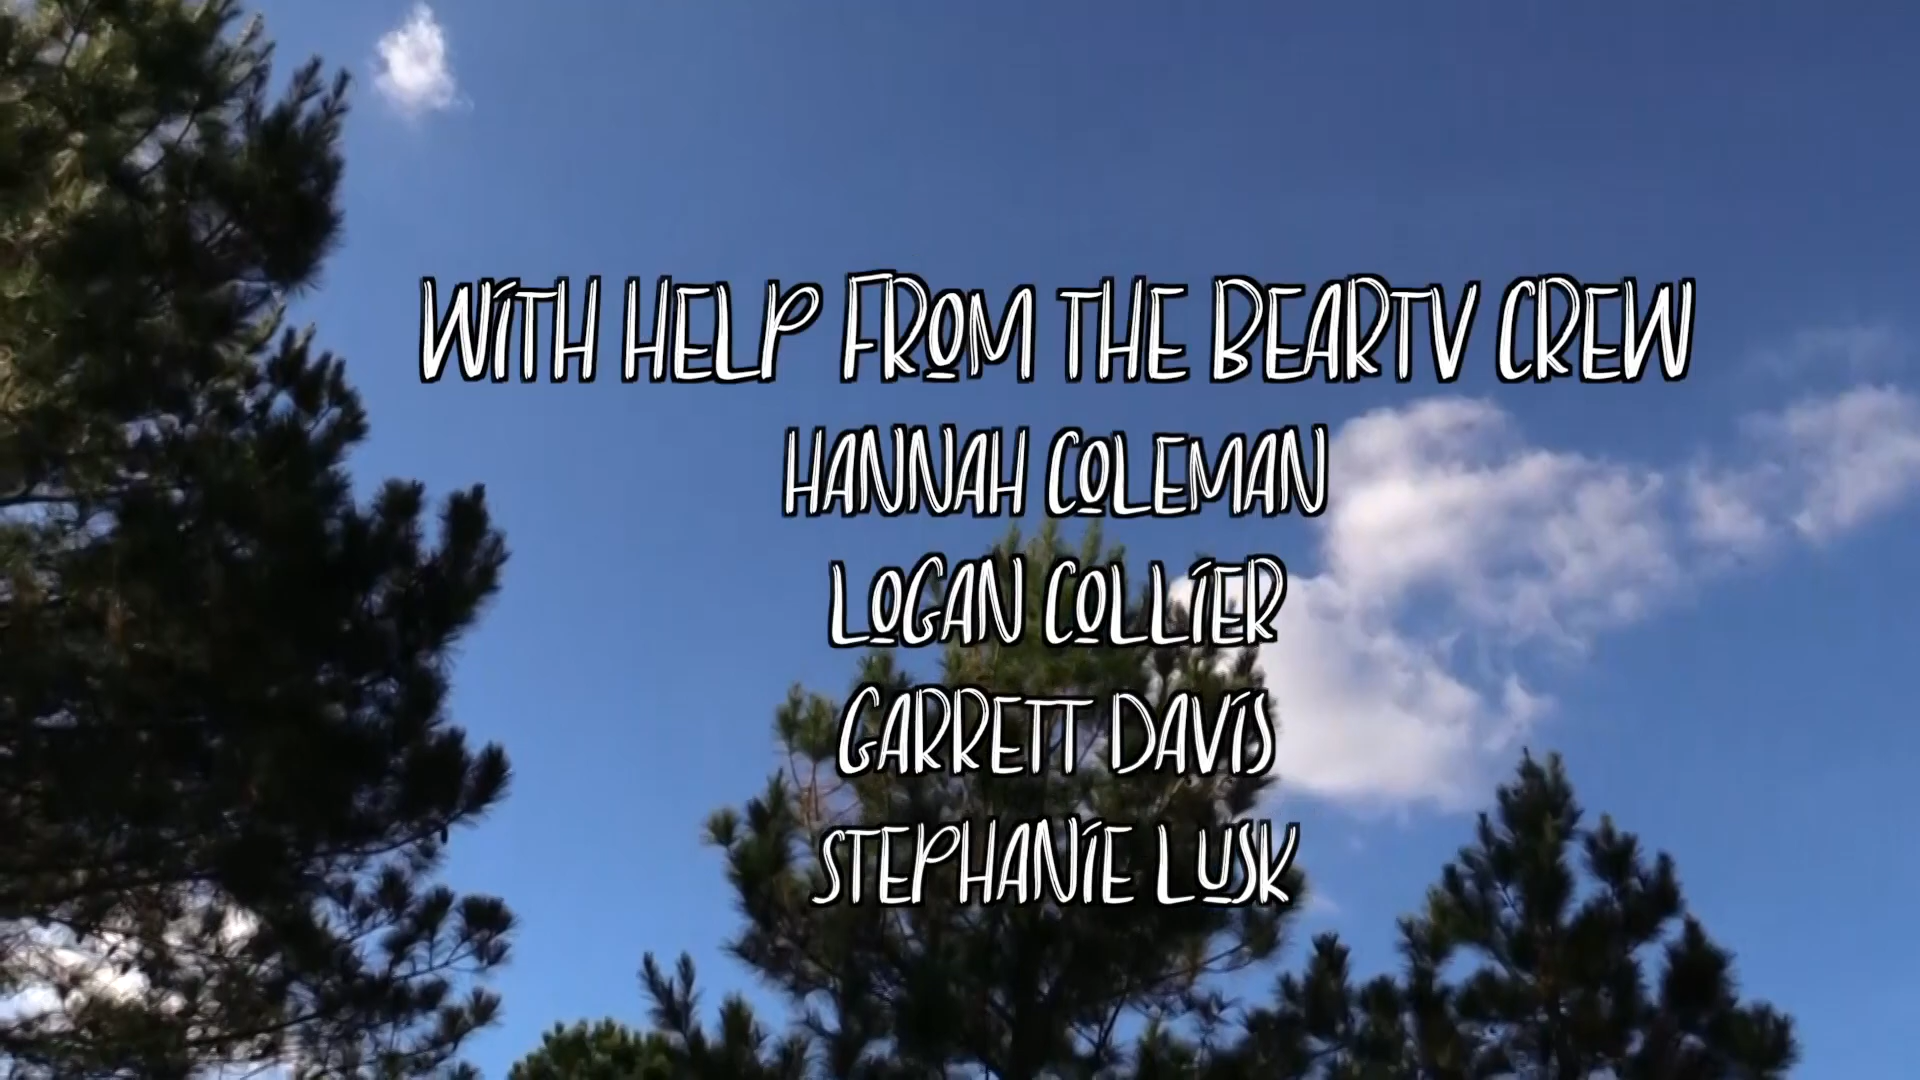 WITH HELP FROM THE BEARTV CREW
HANNAH COLEMAN
LOGAN COLLIER
GARRETT DAVIS
STEPHANIE LUSK